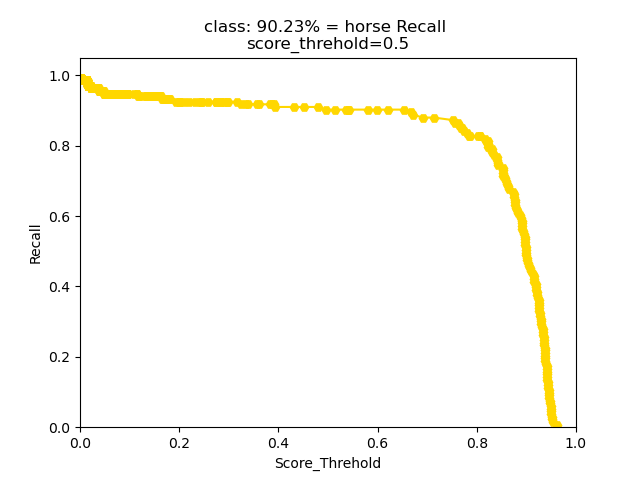 class: 90.23% = horse Recall
score_threhold=0.5
Recall
1.0
0.8
0.6
0.4
0.2
0.0
0.0 0.2 0.4 0.6 0.8 1.0
Score_Threhold